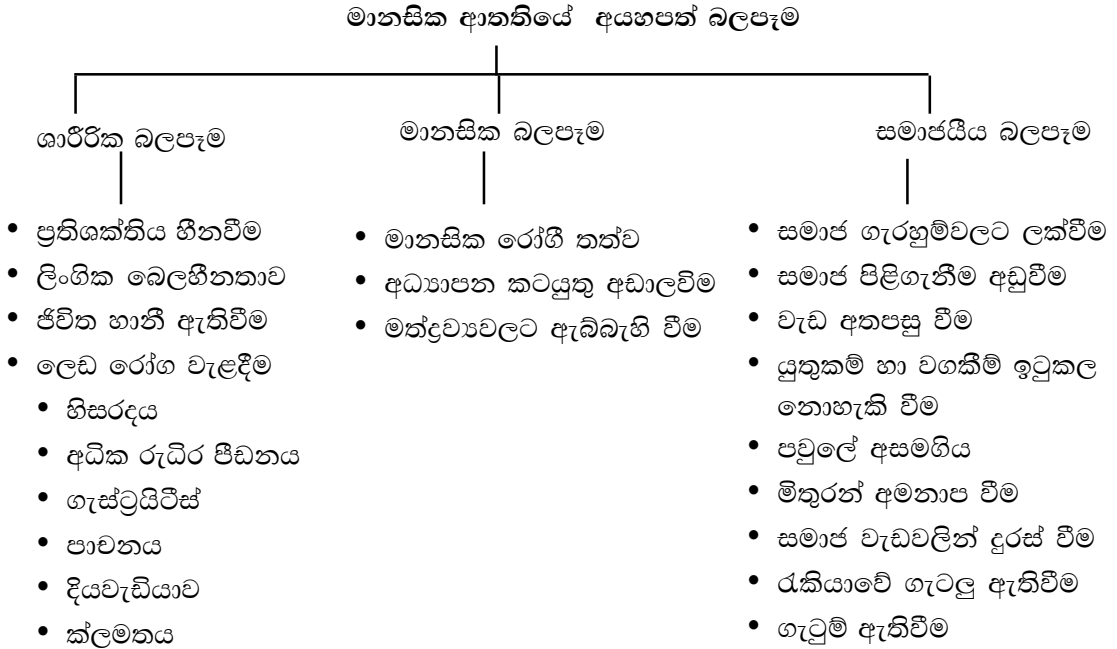 මානසික ආතතියේ අයහපත් බලපෑම
ශාරීරික බලපෑම
• ප්‍රතිශක්තිය හීනවීම
• ලිංගික බෙලහීනතාව
• ජීවිත හානී ඇතිවීම
• ලෙඩ රෝග වැළදීම
• හිසරදය
• අධික රුධිර පීඩනය
• ගැස්ට්‍රයිටීස්
• පාචනය
• දියවැඩියාව
• ක්ලමතය
මානසික බලපෑම
• මානසික රෝගී තත්ව
• අධ්‍යාපන කටයුතු අඩාලවිම
• මත්ද්‍රව්‍යවලට ඇබ්බැහි වීම
සමාජයීය බලපෑම
• සමාජ ගැරහුම්වලට ලක්වීම
• සමාජ පිළිගැනීම අඩුවීම
• වැඩ අතපසු වීම
• යුතුකම් හා වගකීම් ඉටුකල
නොහැකි වීම
• පවුලේ අසමගිය
• මිතුරන් අමනාප වීම
• සමාජ වැඩවලින් දුරස් වීම
• රැකියාවේ ගැටලු ඇතිවීම
• ගැටුම් ඇතිවීම